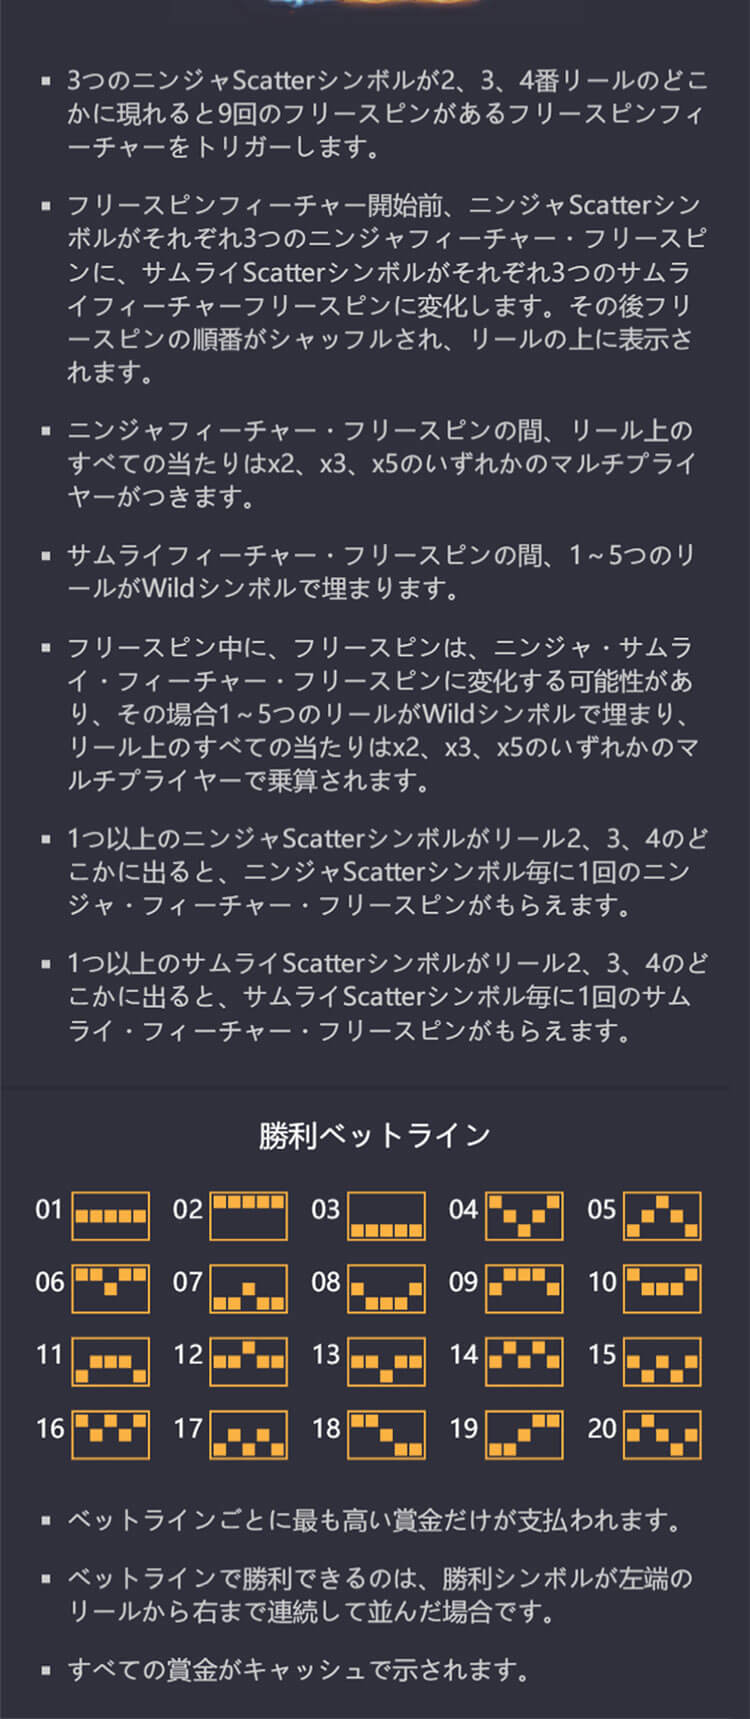 ▪ 3つのニンジャScatterシンボルが2、3、4番リールのどこ
かに現れると9回のフリースピンがあるフリースピンフィ
ーチャーをトリガーします。
▪ フリースピンフィーチャー開始前、ニンジャScatterシン
ボルがそれぞれ3つのニンジャフィーチャー・フリースピ
ンに、サムライScatterシンボルがそれぞれ3つのサムラ
イフィーチャーフリースピンに変化します。その後フリ
ースピンの順番がシャッフルされ、リールの上に表示さ
れます。
▪ ニンジャフィーチャー・フリースピンの間、リール上の
すべての当たりはx2、x3、x5のいずれかのマルチプライ
ヤーがつきます。
▪ サムライフィーチャー・フリースピンの間、1～5つのリ
ールがWildシンボルで埋まります。
▪ フリースピン中に、フリースピンは、ニンジャ・サムラ
イ・フィーチャー・フリースピンに変化する可能性があ
り、その場合1～5つのリールがWildシンボルで埋まり、
リール上のすべての当たりはx2、x3、x5のいずれかのマ
ルチプライヤーで乗算されます。
▪ 1つ以上のニンジャScatterシンボルがリール2、3、4のど
こかに出ると、ニンジャScatterシンボル毎に1回のニン
ジャ・フィーチャー・フリースピンがもらえます。
▪ 1つ以上のサムライScatterシンボルがリール2、3、4のど
こかに出ると、サムライScatterシンボル毎に1回のサム
ライ・フィーチャー・フリースピンがもらえます。
勝利ベットライン
01 02 03 04 05
06 07 08 09 10
11 12 13 14 15
16 17 18 19 20
▪ ベットラインごとに最も高い賞金だけが支払われます。
▪ ベットラインで勝利できるのは、勝利シンボルが左端の
リールから右まで連続して並んだ場合です。
▪ すべての賞金がキャッシュで示されます。